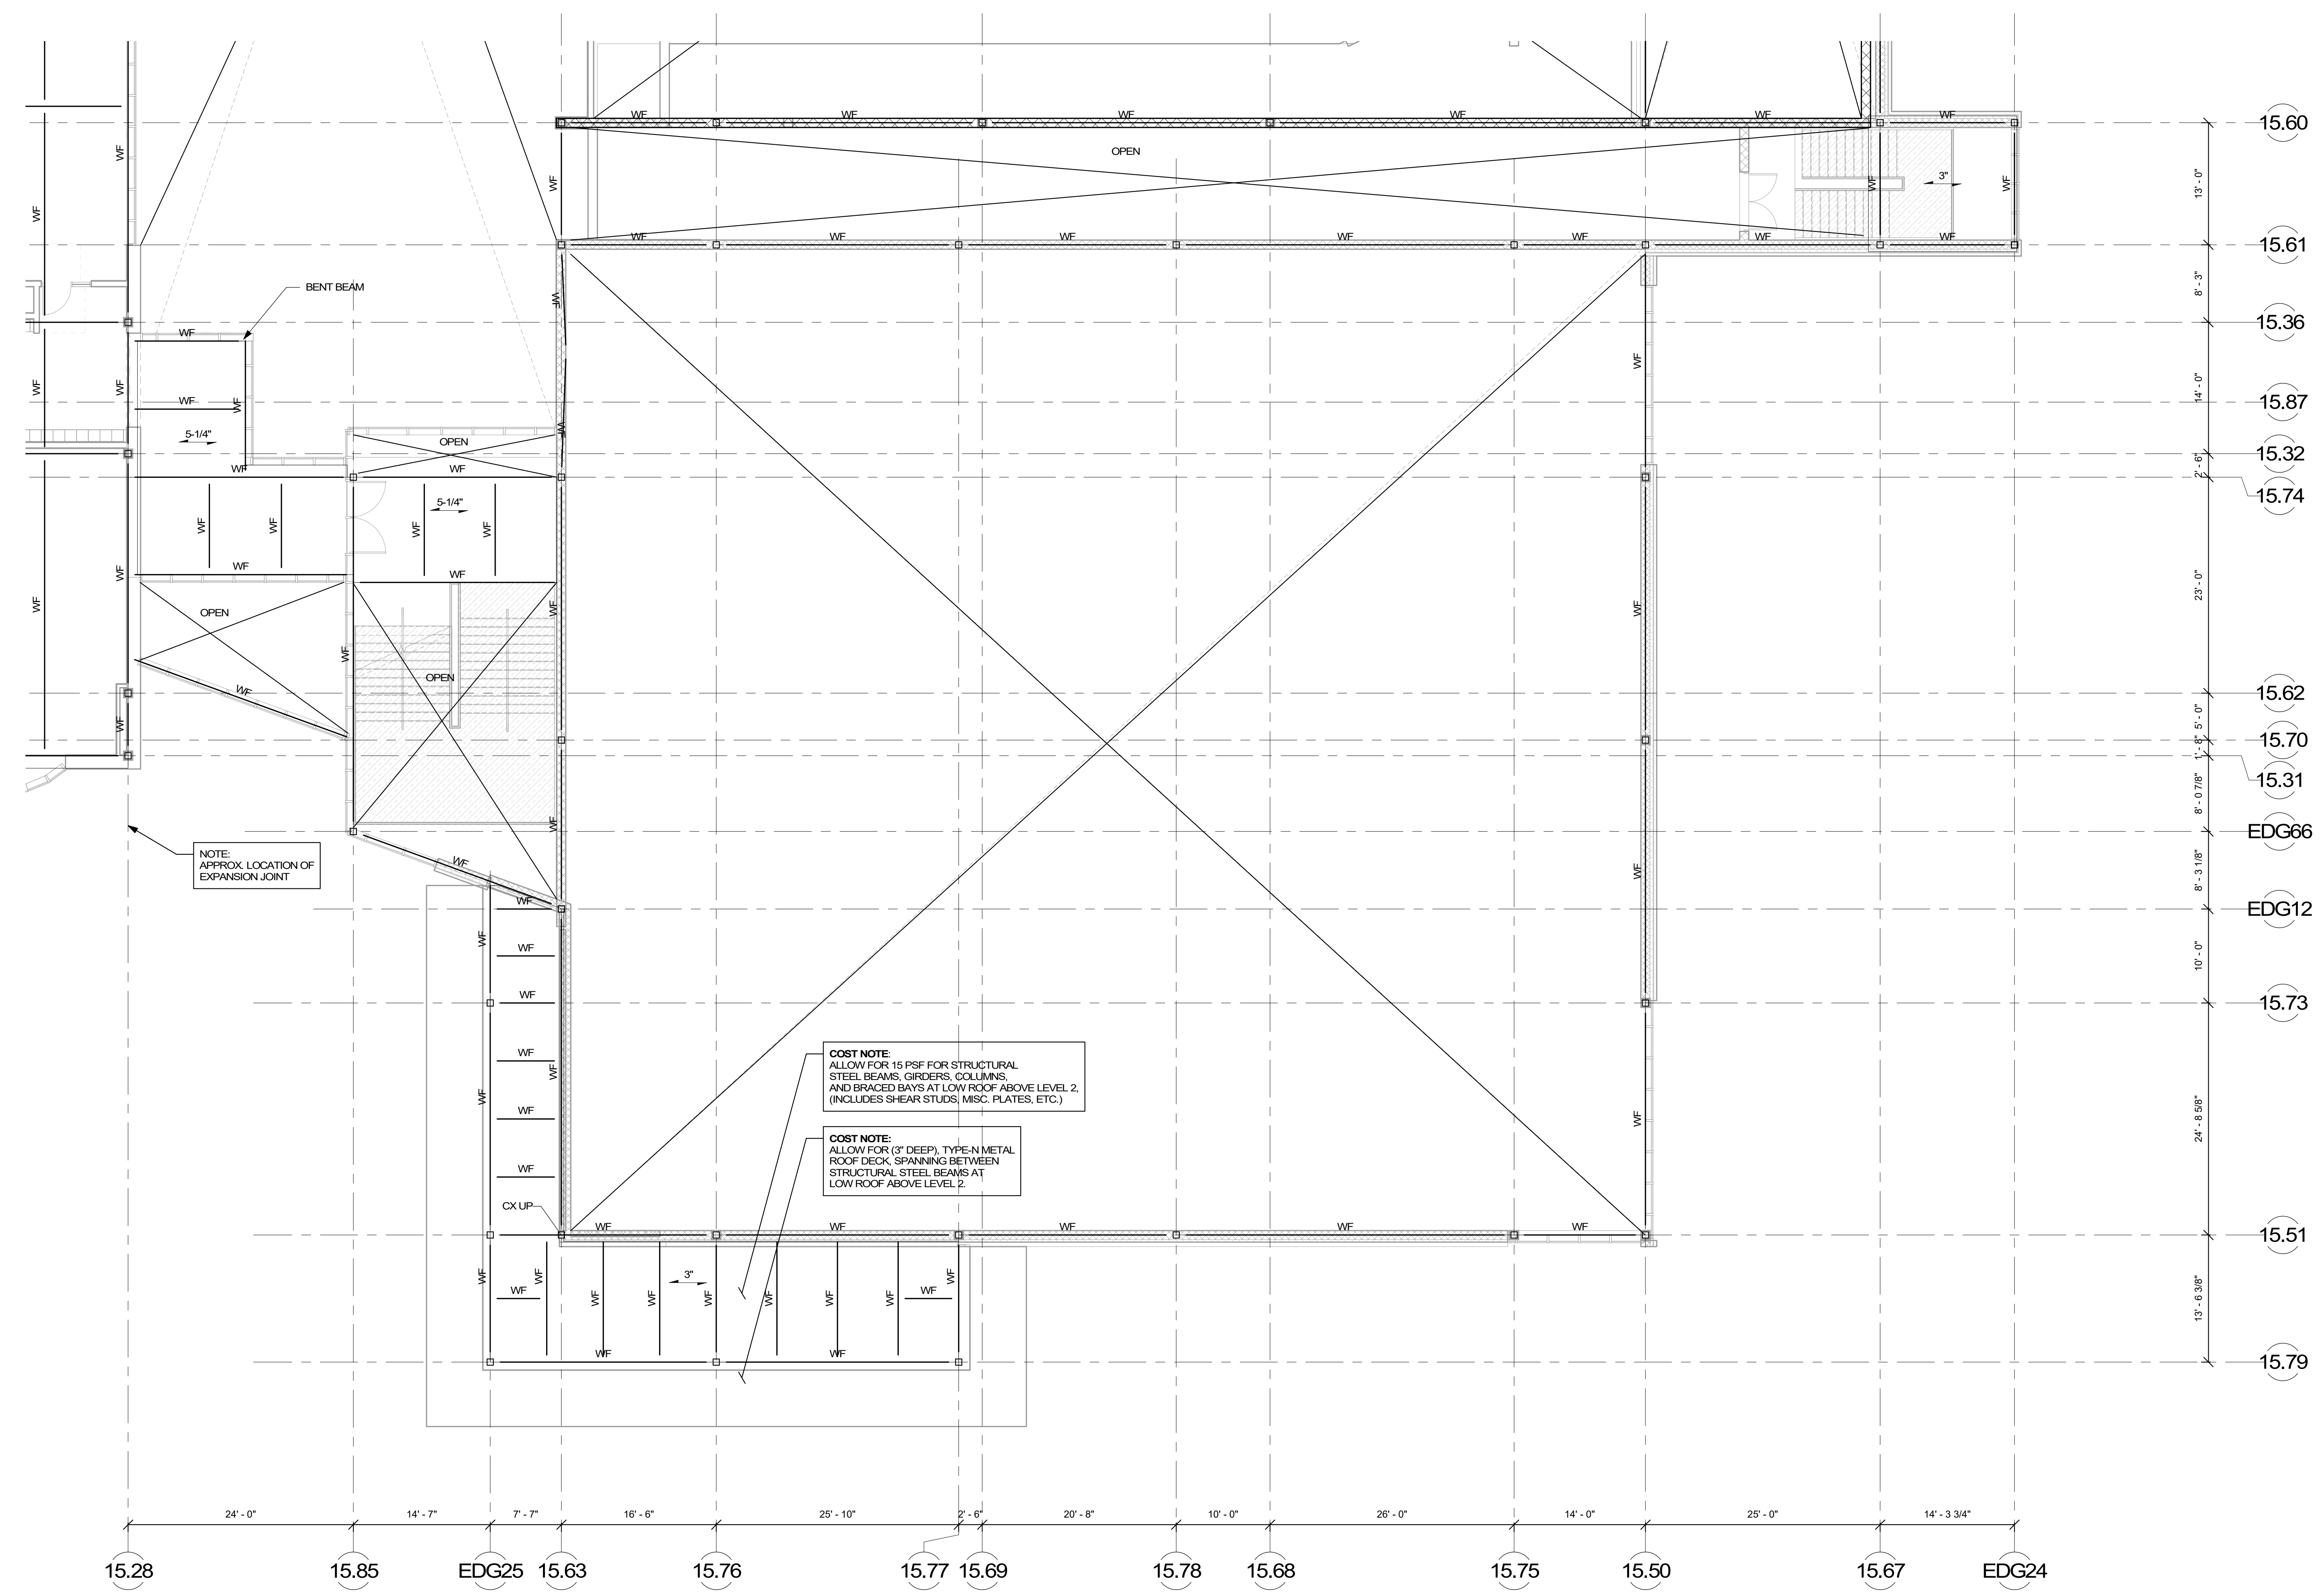 WF
WF
WF
WF
WF
WF
15.60
WF
OPEN
WF
WF
WF
WF
3"
13' - 0"
WF
WF
WF
WF
WF
WF
WF
15.61
BENT BEAM
WF
8' - 3"
15.36
WF
WF
WF
WF
WF
14' - 0"
WF
WF
15.87
5-1/4"
OPEN
WF
15.32
WF
WF
2' - 6"
15.74
5-1/4"
WF
WF
WF
WF
WF
WF
WF
WF
23' - 0"
OPEN
WF
WF
WF
WF
OPEN
WF
15.62
WF
5' - 0"
15.70
1' - 8"
15.31
8' - 0 7/8"
WF
EDG66
NOTE:
APPROX. LOCATION OF
EXPANSION JOINT
WF
WF
8' - 3 1/8"
WF
EDG12
WF
WF
10' - 0"
WF
15.73
COST NOTE:
ALLOW FOR 15 PSF FOR STRUCTURAL
STEEL BEAMS, GIRDERS, COLUMNS,
AND BRACED BAYS AT LOW ROOF ABOVE LEVEL 2,
(INCLUDES SHEAR STUDS, MISC. PLATES, ETC.)
WF
WF
WF
WF
WF
24' - 8 5/8"
COST NOTE:
ALLOW FOR (3" DEEP), TYPE-N METAL
ROOF DECK, SPANNING BETWEEN
STRUCTURAL STEEL BEAMS AT
LOW ROOF ABOVE LEVEL 2.
WF
CX UP
WF
WF
WF
WF
WF
15.51
WF
WF
3"
WF
WF
WF
WF
WF
WF
WF
WF
WF
WF
13' - 6 3/8"
WF
WF
15.79
24' - 0"
14' - 7"
7' - 7"
16' - 6"
25' - 10"
2' - 6"
20' - 8"
10' - 0"
26' - 0"
14' - 0"
25' - 0"
14' - 3 3/4"
15.28
15.85
EDG25
15.63
15.76
15.77
15.69
15.78
15.68
15.75
15.50
15.67
EDG24